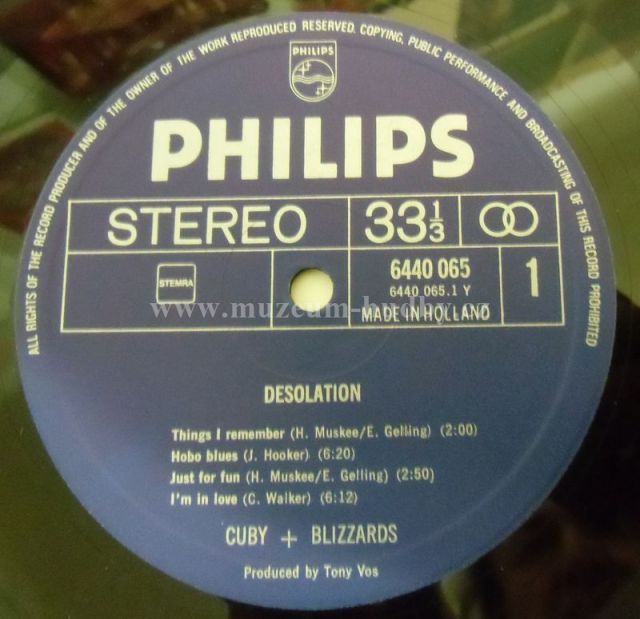 ALL RIGHTS OF THE RECORD PRODUCER AND OF THE OWNER OF THE WORK REPRODUCED RESERVED. COPYING, PUBLIC PERFORMANCE AND BROADCASTING OF THIS RECORD PROHIBITED
PHILIPS
PHILIPS
STEREO 33 1/3
STEMRA 6440 065 1
6440 065.1 Y
www.muzeum-hudby.cz
MADE IN HOLLAND
DESOLATION
Things I remember (H. Muskee/E. Gelling) (2:00)
Hobo blues (J. Hooker) (6:20)
Just for fun (H. Muskee/E. Gelling) (2:50)
I'm in love (C. Walker) (6:12)
CUBY + BLIZZARDS
Produced by Tony Vos